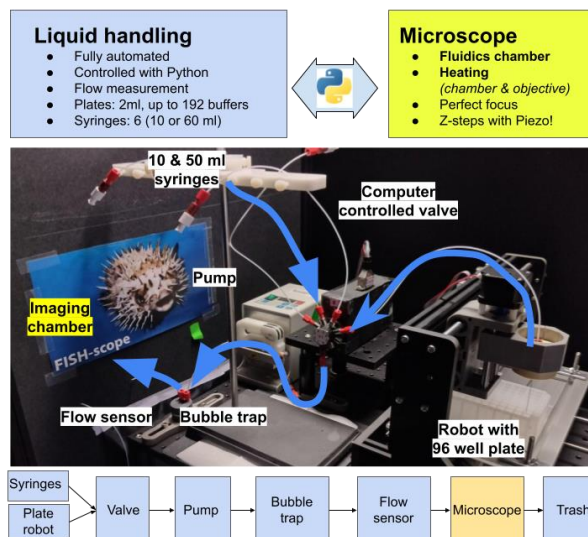 Liquid handling
● Fully automated
● Controlled with Python
● Flow measurement
● Plates: 2ml, up to 192 buffers
● Syringes: 6 (10 or 60 ml)
Microscope
● Fluidics chamber
● Heating
(chamber & objective)
● Perfect focus
● Z-steps with Piezo!
10 & 50 ml
syringes
Computer
controlled valve
Pump
Imaging
chamber
FISH-scope
Flow sensor
Bubble trap
Robot with
96 well plate
Syringes
Plate
robot
Valve
Pump
Bubble
trap
Flow
sensor
Microscope
Trash